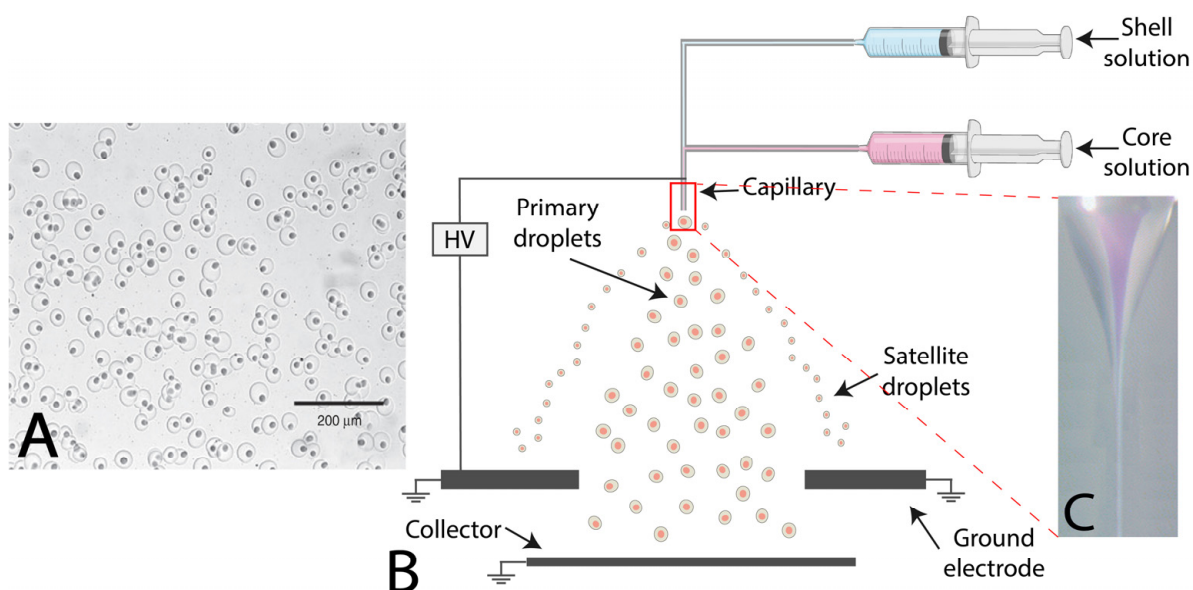 Shell
solution
Core
solution
Capillary
Primary
droplets
HV
Satellite
droplets
200 μm
A
Collector
B
Ground
electrode
C